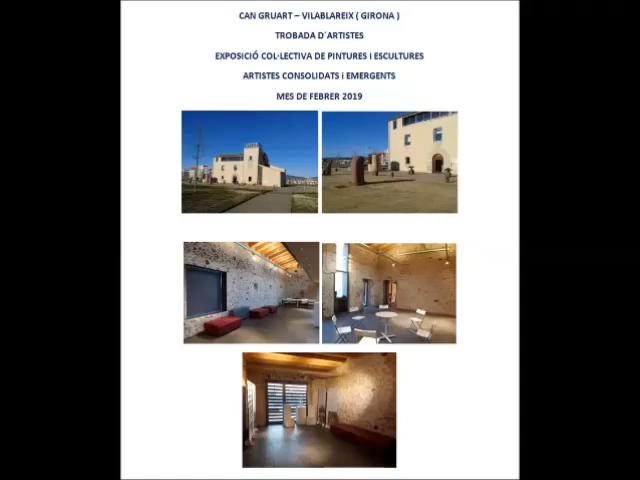 CAN GRUART – VILABLAREIX ( GIRONA )
TROBADA D´ARTISTES
EXPOSICIÓ COL·LECTIVA DE PINTURES i ESCULTURES
ARTISTES CONSOLIDATS i EMERGENTS
MES DE FEBRER 2019